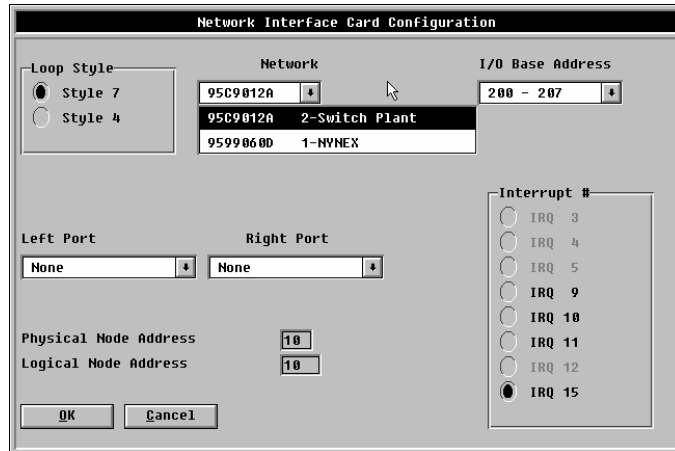 Network Interface Card Configuration
Loop Style
Style 7
Style 4
Network
95C9012A
95C9012A 2-Switch Plant
9599060D 1-NYNEX
I/O Base Address
200 - 207
Interrupt #
IRQ 3
IRQ 4
IRQ 5
IRQ 9
IRQ 10
IRQ 11
IRQ 12
IRQ 15
Left Port
None
Right Port
None
Physical Node Address 10
Logical Node Address 10
OK
Cancel